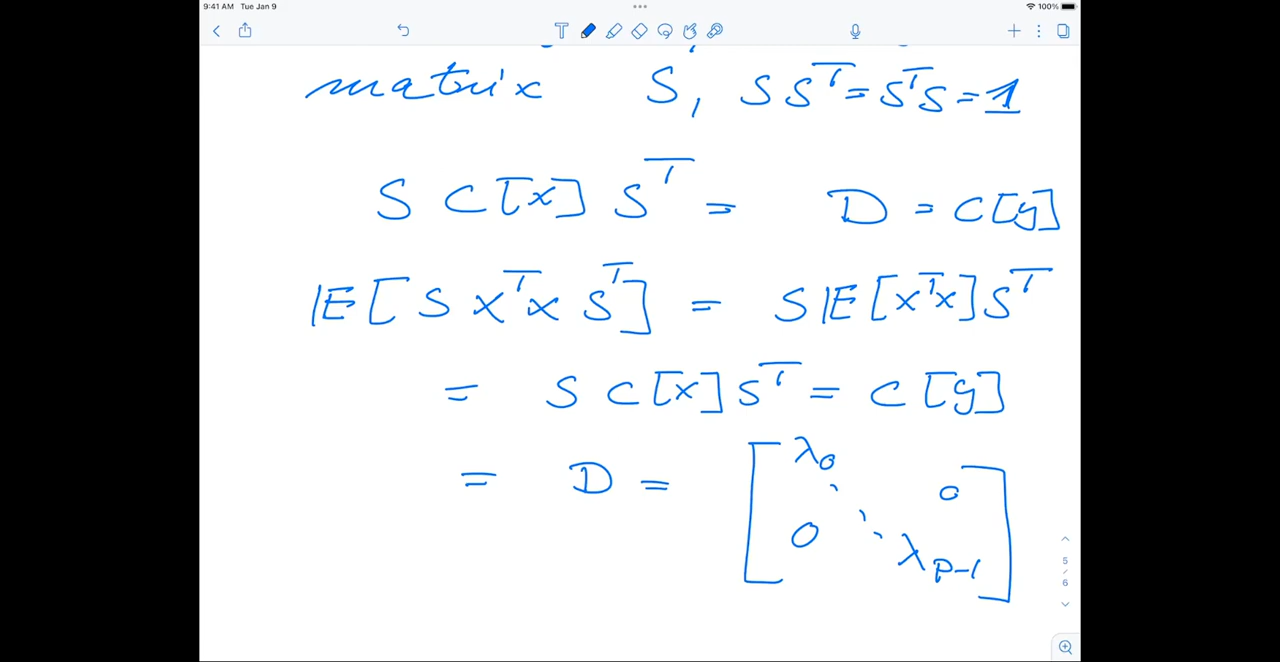 9:41 AM Tue Jan 9
100%
T
matrix S, SSᵀ = SᵀS = 1
S C[x] Sᵀ = D = C[y]
𝔼[S xᵀx Sᵀ] = S 𝔼[xᵀx] Sᵀ
= S C[x] Sᵀ = C[y]
= D = [ λ₀ ⋱ 0
0 λₚ₋₁ ]
5
/
6